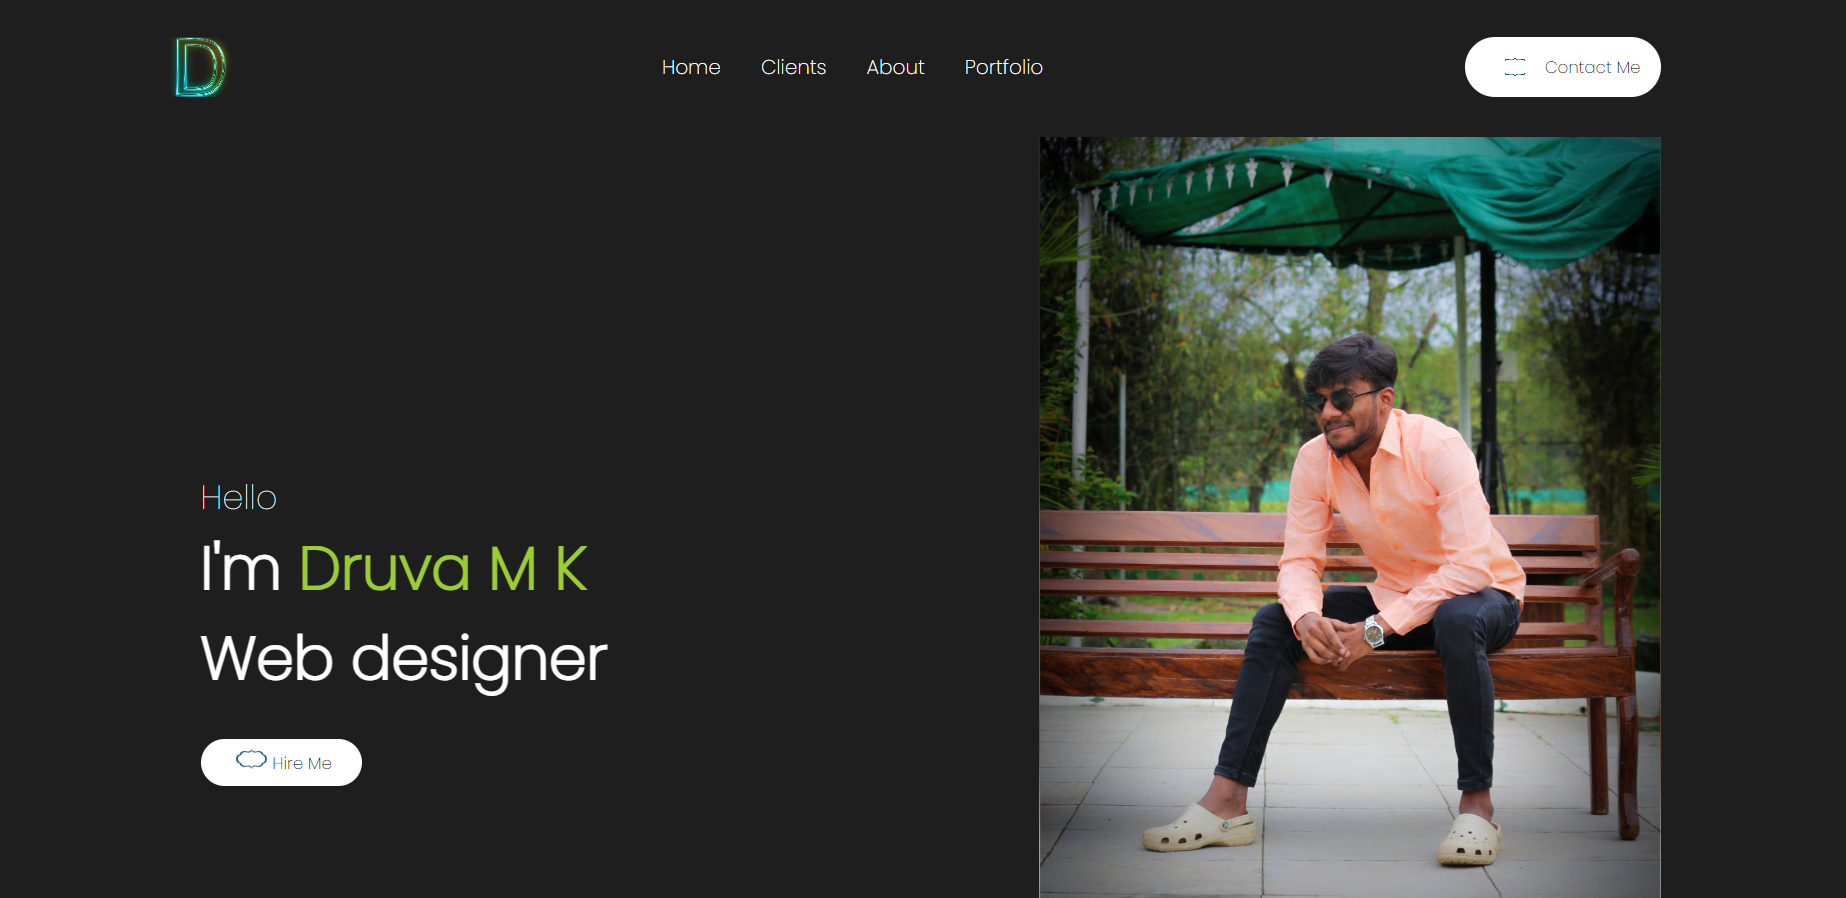 D
Home Clients About Portfolio
Contact Me
Hello
I'm Druva M K
Web designer
Hire Me